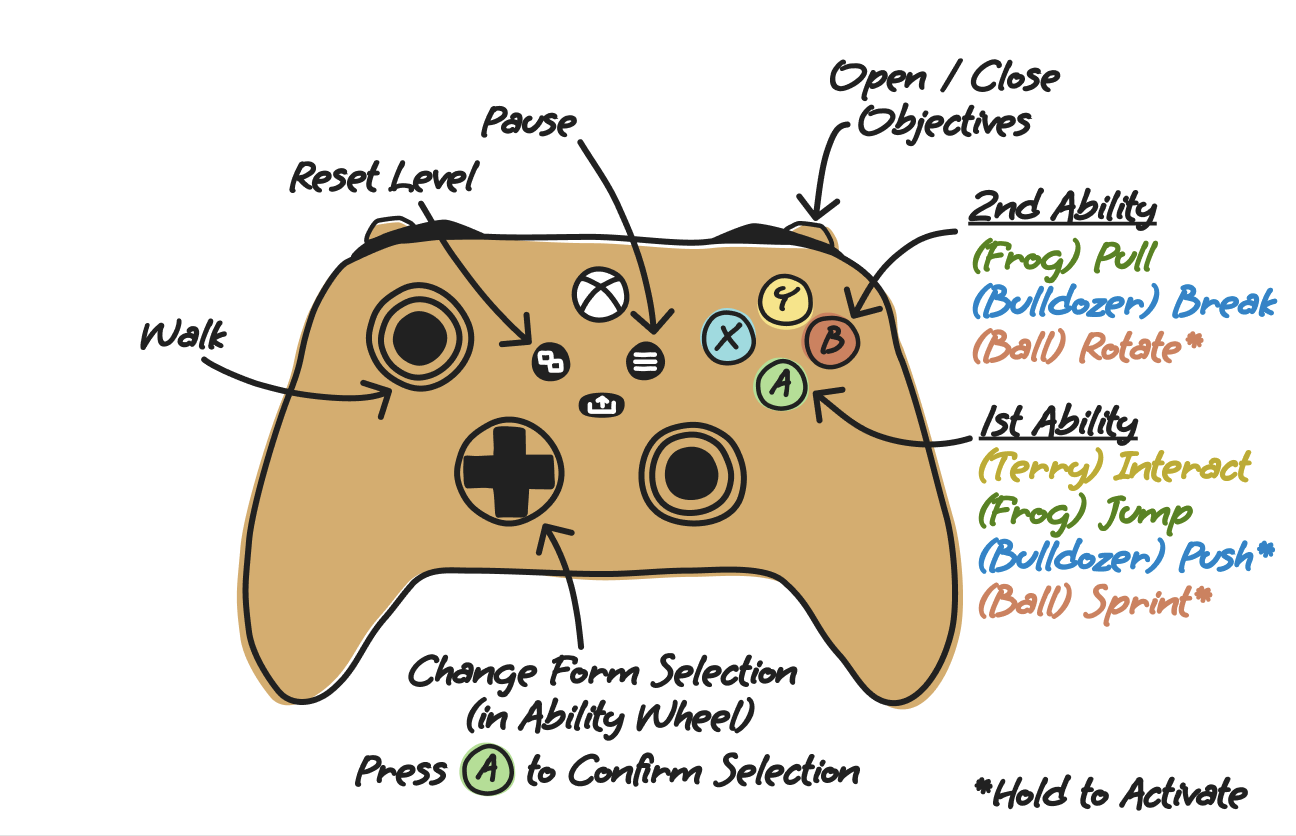 Open / Close
Objectives
Pause
Reset Level
Walk
2nd Ability
(Frog) Pull
(Bulldozer) Break
(Ball) Rotate*
Y
X
B
A
1st Ability
(Terry) Interact
(Frog) Jump
(Bulldozer) Push*
(Ball) Sprint*
Change Form Selection
(in Ability Wheel)
Press A to Confirm Selection
*Hold to Activate